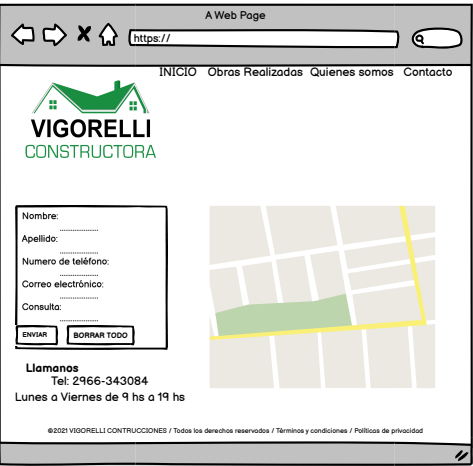 A Web Page
https://
INICIO Obras Realizadas Quienes somos Contacto
VIGORELLI
CONSTRUCTORA
Nombre:
....................
Apellido:
....................
Numero de teléfono:
....................
Correo electrónico:
....................
Consulta:
....................
ENVIAR BORRAR TODO
Llamanos
Tel: 2966-343084
Lunes a Viernes de 9 hs a 19 hs
©2021 VIGORELLI CONTRUCCIONES / Todos los derechos reservados / Términos y condiciones / Políticas de privacidad